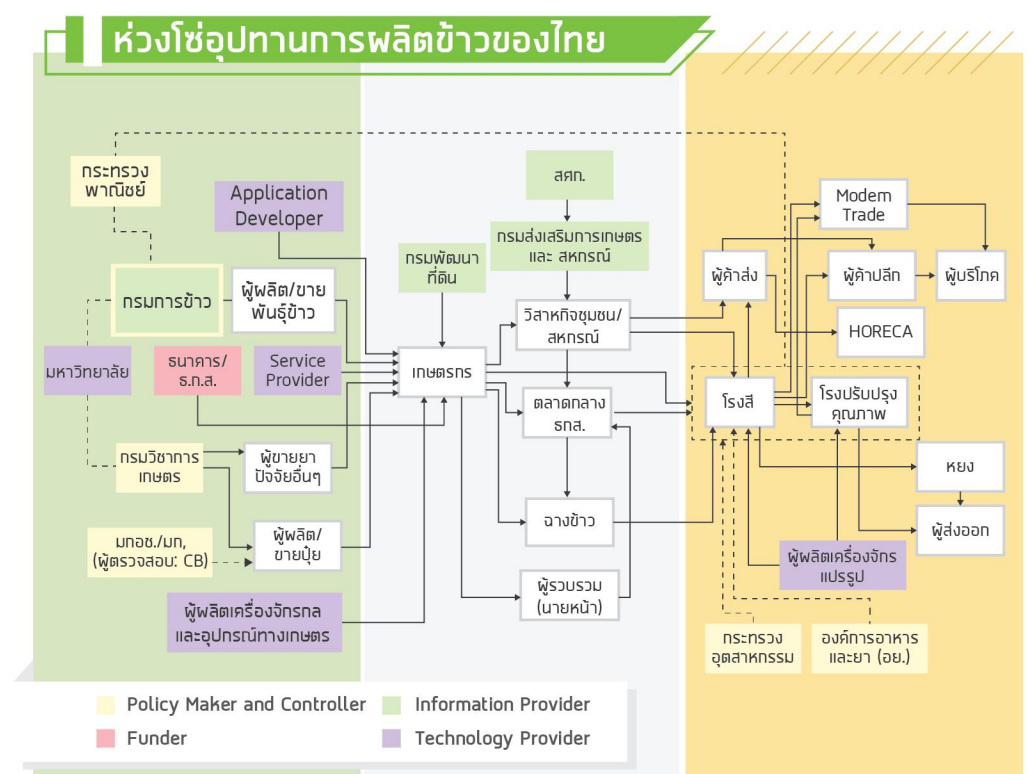 ห่วงโซ่อุปทานการผลิตข้าวของไทย
กระทรวง
พาณิชย์
Application
Developer
กรมการข้าว
ผู้ผลิต/ขาย
พันธุ์ข้าว
มหาวิทยาลัย
ธนาคาร/
ธ.ก.ส.
Service
Provider
กรมวิชาการ
เกษตร
ผู้ขายยา
ปัจจัยอื่นๆ
มกอช./มก,
(ผู้ตรวจสอบ: CB)
ผู้ผลิต/
ขายปุ๋ย
ผู้ผลิตเครื่องจักรกล
และอุปกรณ์ทางเกษตร
สศก.
กรมพัฒนา
ที่ดิน
กรมส่งเสริมการเกษตร
และ สหกรณ์
วิสาหกิจชุมชน/
สหกรณ์
เกษตรกร
ตลาดกลาง
ธกส.
ฉางข้าว
ผู้รวบรวม
(นายหน้า)
Modern
Trade
ผู้ค้าส่ง
ผู้ค้าปลีก
ผู้บริโภค
HORECA
โรงสี
โรงปรับปรุง
คุณภาพ
หยง
ผู้ส่งออก
ผู้ผลิตเครื่องจักร
แปรรูป
กระทรวง
อุตสาหกรรม
องค์การอาหาร
และยา (อย.)
Policy Maker and Controller
Information Provider
Funder
Technology Provider